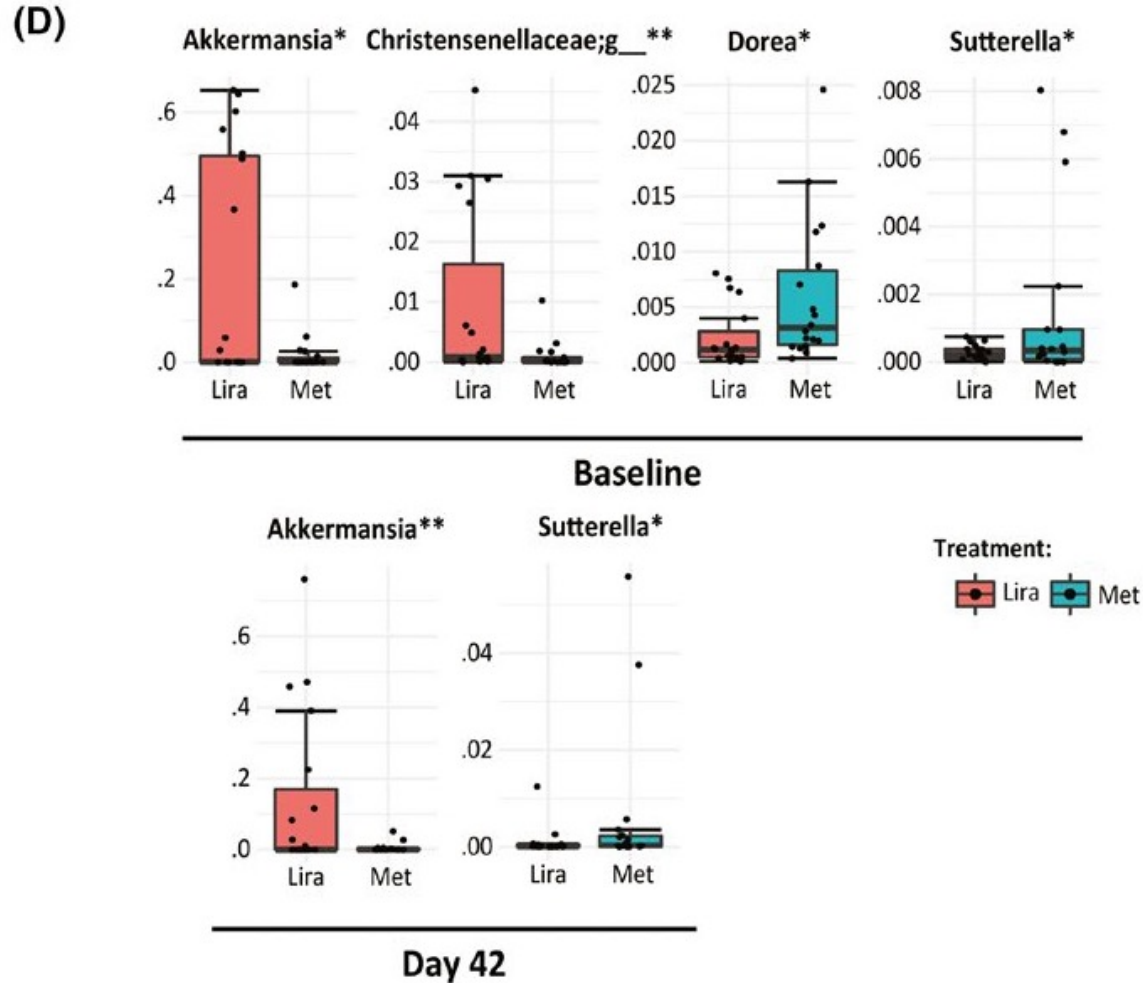 (D)
Akkermansia* Christensenellaceae;g__** Dorea* Sutterella*
.6 .4 .2 .0
.04 .03 .02 .01 .00
.025 .020 .015 .010 .005 .000
.008 .006 .004 .002 .000
Lira Met Lira Met Lira Met Lira Met
Baseline
Akkermansia** Sutterella*
.6 .4 .2 .0
.04 .02 .00
Lira Met Lira Met
Day 42
Treatment:
Lira Met